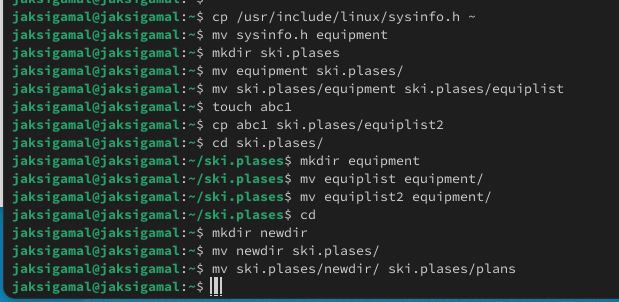 jaksigamal@jaksigamal:~$ cp /usr/include/linux/sysinfo.h ~
jaksigamal@jaksigamal:~$ mv sysinfo.h equipment
jaksigamal@jaksigamal:~$ mkdir ski.plases
jaksigamal@jaksigamal:~$ mv equipment ski.plases/
jaksigamal@jaksigamal:~$ mv ski.plases/equipment ski.plases/equiplist
jaksigamal@jaksigamal:~$ touch abc1
jaksigamal@jaksigamal:~$ cp abc1 ski.plases/equiplist2
jaksigamal@jaksigamal:~$ cd ski.plases/
jaksigamal@jaksigamal:~/ski.plases$ mkdir equipment
jaksigamal@jaksigamal:~/ski.plases$ mv equiplist equipment/
jaksigamal@jaksigamal:~/ski.plases$ mv equiplist2 equipment/
jaksigamal@jaksigamal:~/ski.plases$ cd
jaksigamal@jaksigamal:~$ mkdir newdir
jaksigamal@jaksigamal:~$ mv newdir ski.plases/
jaksigamal@jaksigamal:~$ mv ski.plases/newdir/ ski.plases/plans
jaksigamal@jaksigamal:~$